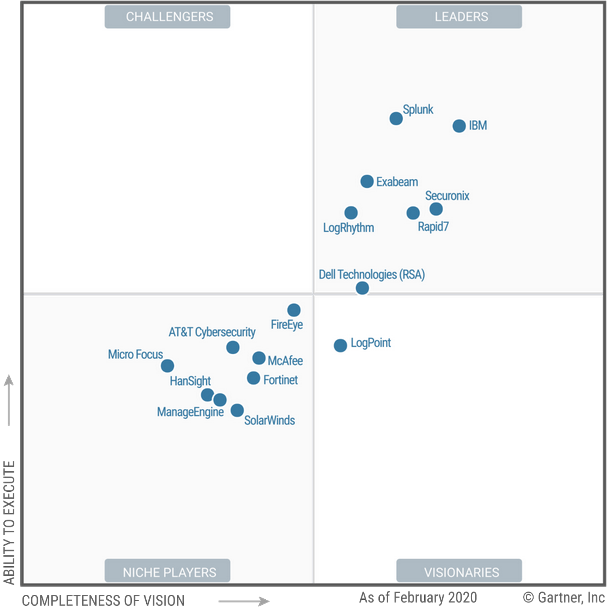 CHALLENGERS
LEADERS
Splunk
IBM
Exabeam
Securonix
LogRhythm
Rapid7
Dell Technologies (RSA)
FireEye
AT&T Cybersecurity
LogPoint
Micro Focus
McAfee
HanSight
Fortinet
ManageEngine
SolarWinds
ABILITY TO EXECUTE
NICHE PLAYERS
VISIONARIES
COMPLETENESS OF VISION
As of February 2020
© Gartner, Inc